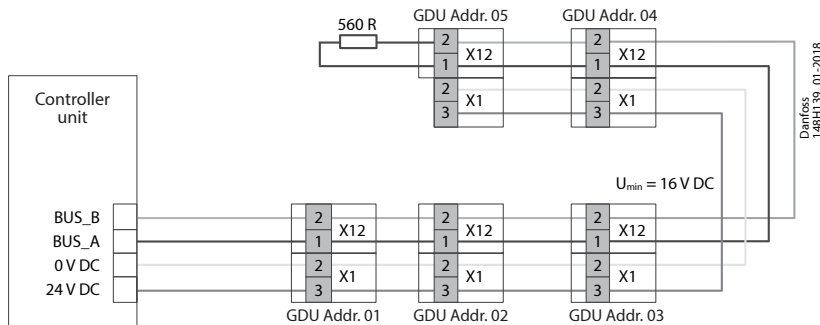 GDU Addr. 05
GDU Addr. 04
560 R
2
1
X12
2
3
X1
2
1
X12
2
3
X1
Danfoss
148H139_01-2018
Controller
unit
Umin = 16 V DC
BUS_B
BUS_A
0 V DC
24 V DC
2
1
X12
2
3
X1
2
1
X12
2
3
X1
2
1
X12
2
3
X1
GDU Addr. 01
GDU Addr. 02
GDU Addr. 03